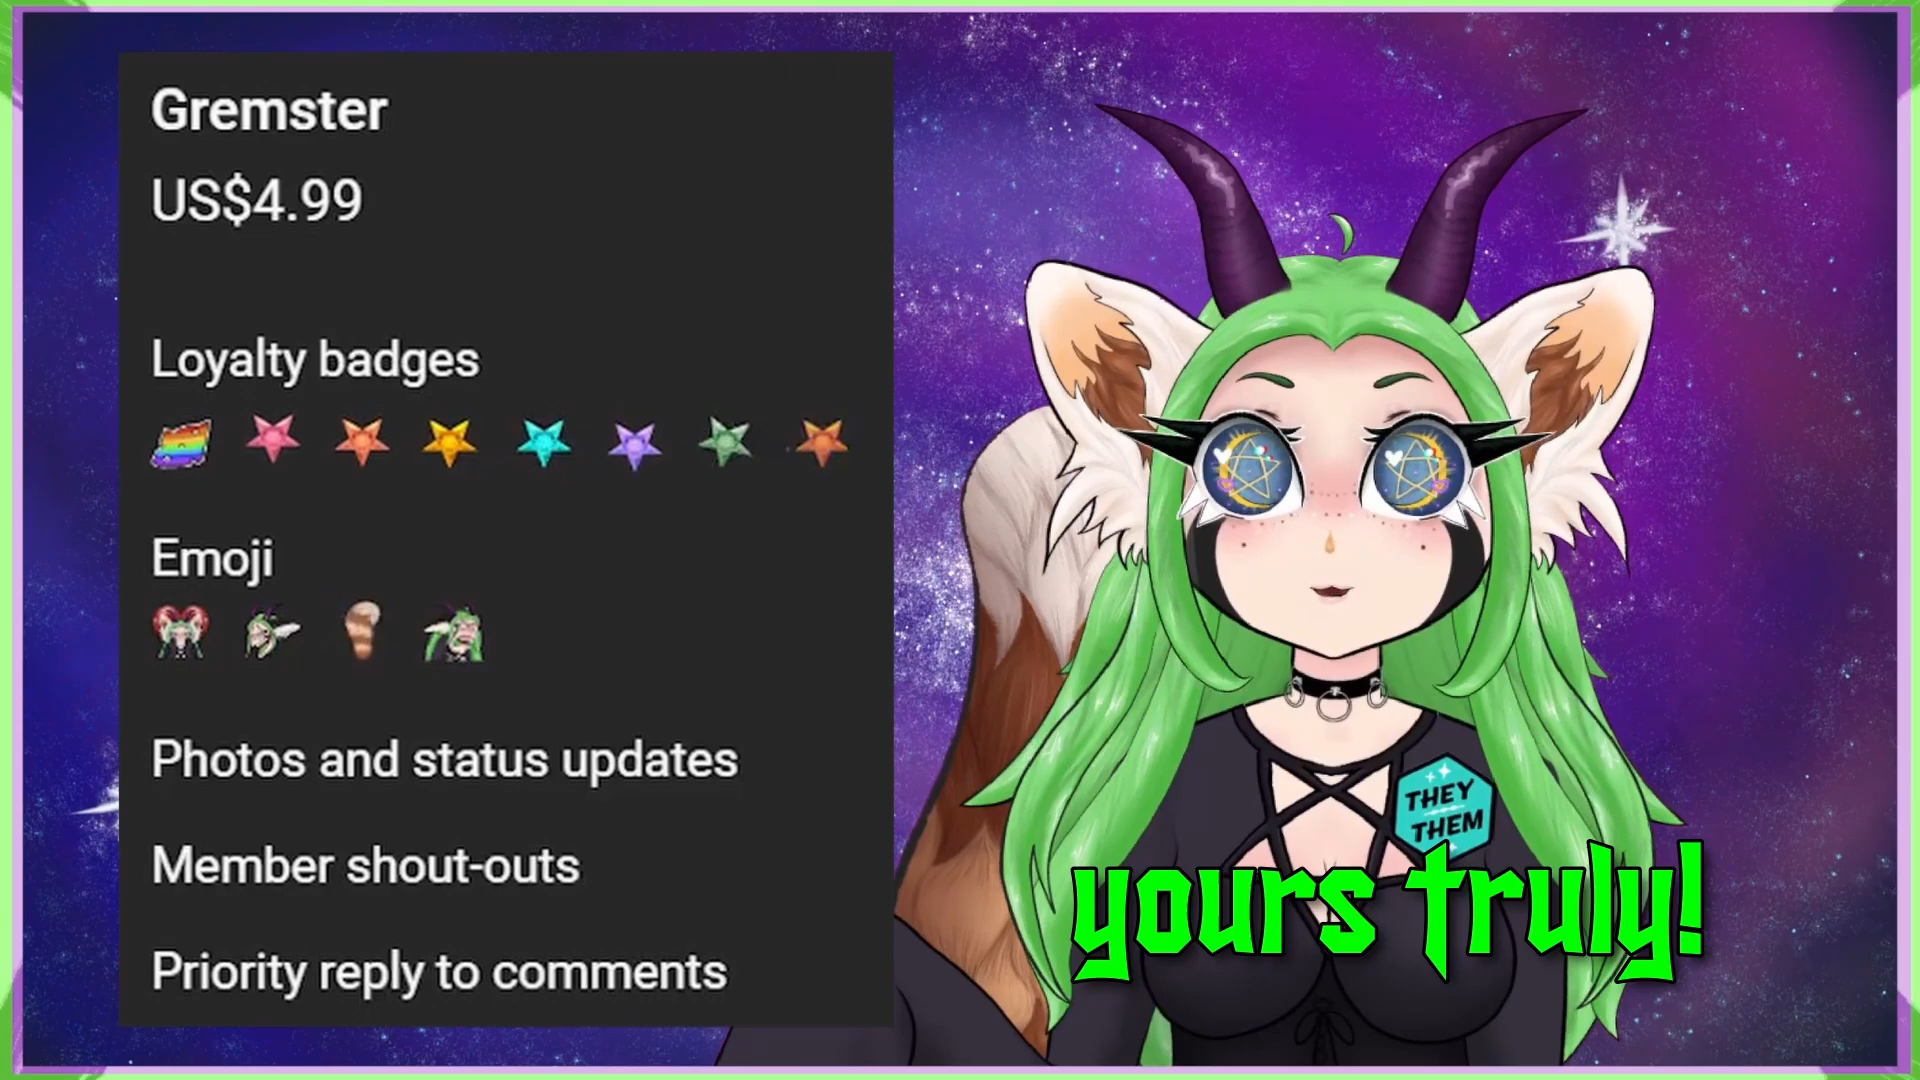 Gremster
US$4.99
Loyalty badges
Emoji
Photos and status updates
Member shout-outs
Priority reply to comments
THEY
THEM
yours truly!